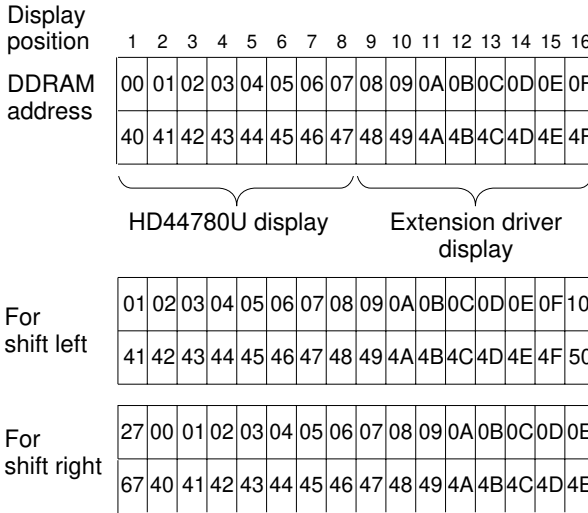 Display
position 1 2 3 4 5 6 7 8 9 10 11 12 13 14 15 16
DDRAM
address
00 01 02 03 04 05 06 07 08 09 0A 0B 0C 0D 0E 0F
40 41 42 43 44 45 46 47 48 49 4A 4B 4C 4D 4E 4F
HD44780U display
Extension driver
display
For
shift left
01 02 03 04 05 06 07 08 09 0A 0B 0C 0D 0E 0F 10
41 42 43 44 45 46 47 48 49 4A 4B 4C 4D 4E 4F 50
For
shift right
27 00 01 02 03 04 05 06 07 08 09 0A 0B 0C 0D 0E
67 40 41 42 43 44 45 46 47 48 49 4A 4B 4C 4D 4E